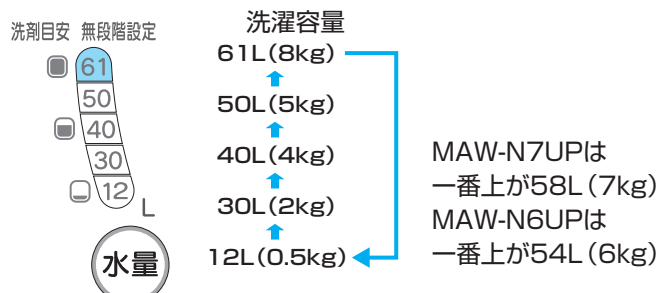 洗剤目安 無段階設定
61
50
40
30
12
L
水量
洗濯容量
61L(8kg)
50L(5kg)
40L(4kg)
30L(2kg)
12L(0.5kg)
MAW-N7UPは
一番上が58L(7kg)
MAW-N6UPは
一番上が54L(6kg)